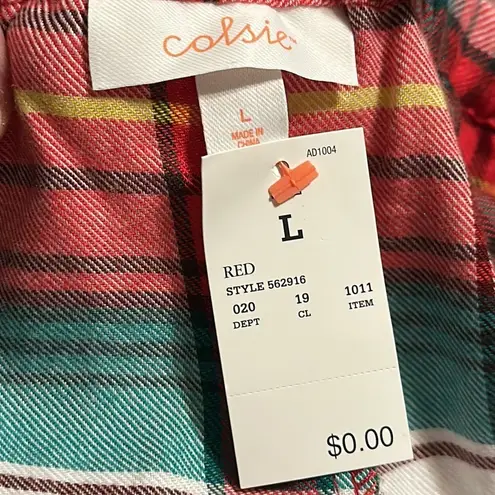 colsie
L
MADE IN
CHINA
AD1004
L
RED
STYLE 562916
020 19 1011
DEPT CL ITEM
$0.00